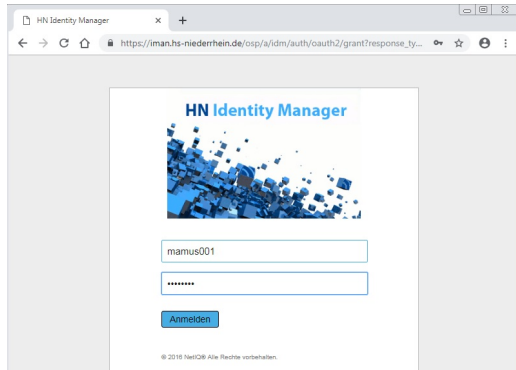 HN Identity Manager
https://iman.hs-niederrhein.de/osp/a/idm/auth/oauth2/grant?response_ty...
HN Identity Manager
mamus001
••••••••
Anmelden
© 2016 NetIQ® Alle Rechte vorbehalten.